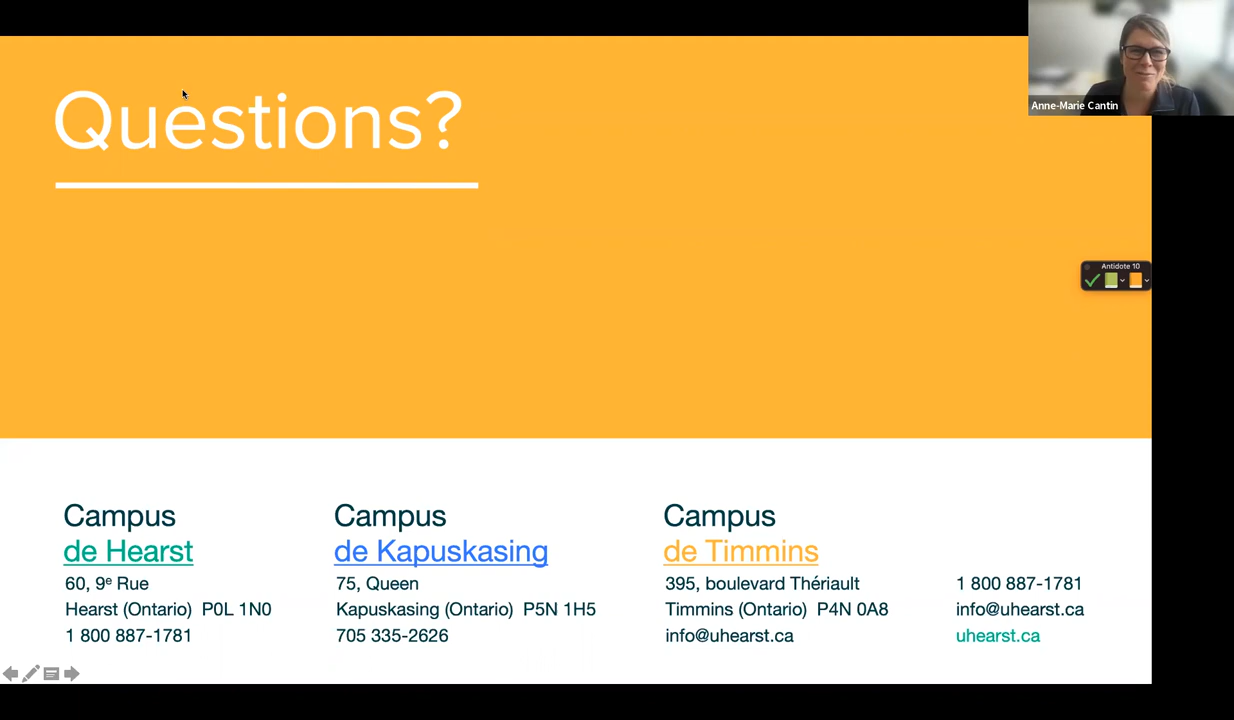 Questions?
Anne-Marie Cantin
Antidote 10
Campus
de Hearst
60, 9e Rue
Hearst (Ontario) P0L 1N0
1 800 887-1781
Campus
de Kapuskasing
75, Queen
Kapuskasing (Ontario) P5N 1H5
705 335-2626
Campus
de Timmins
395, boulevard Thériault
Timmins (Ontario) P4N 0A8
info@uhearst.ca
1 800 887-1781
info@uhearst.ca
uhearst.ca